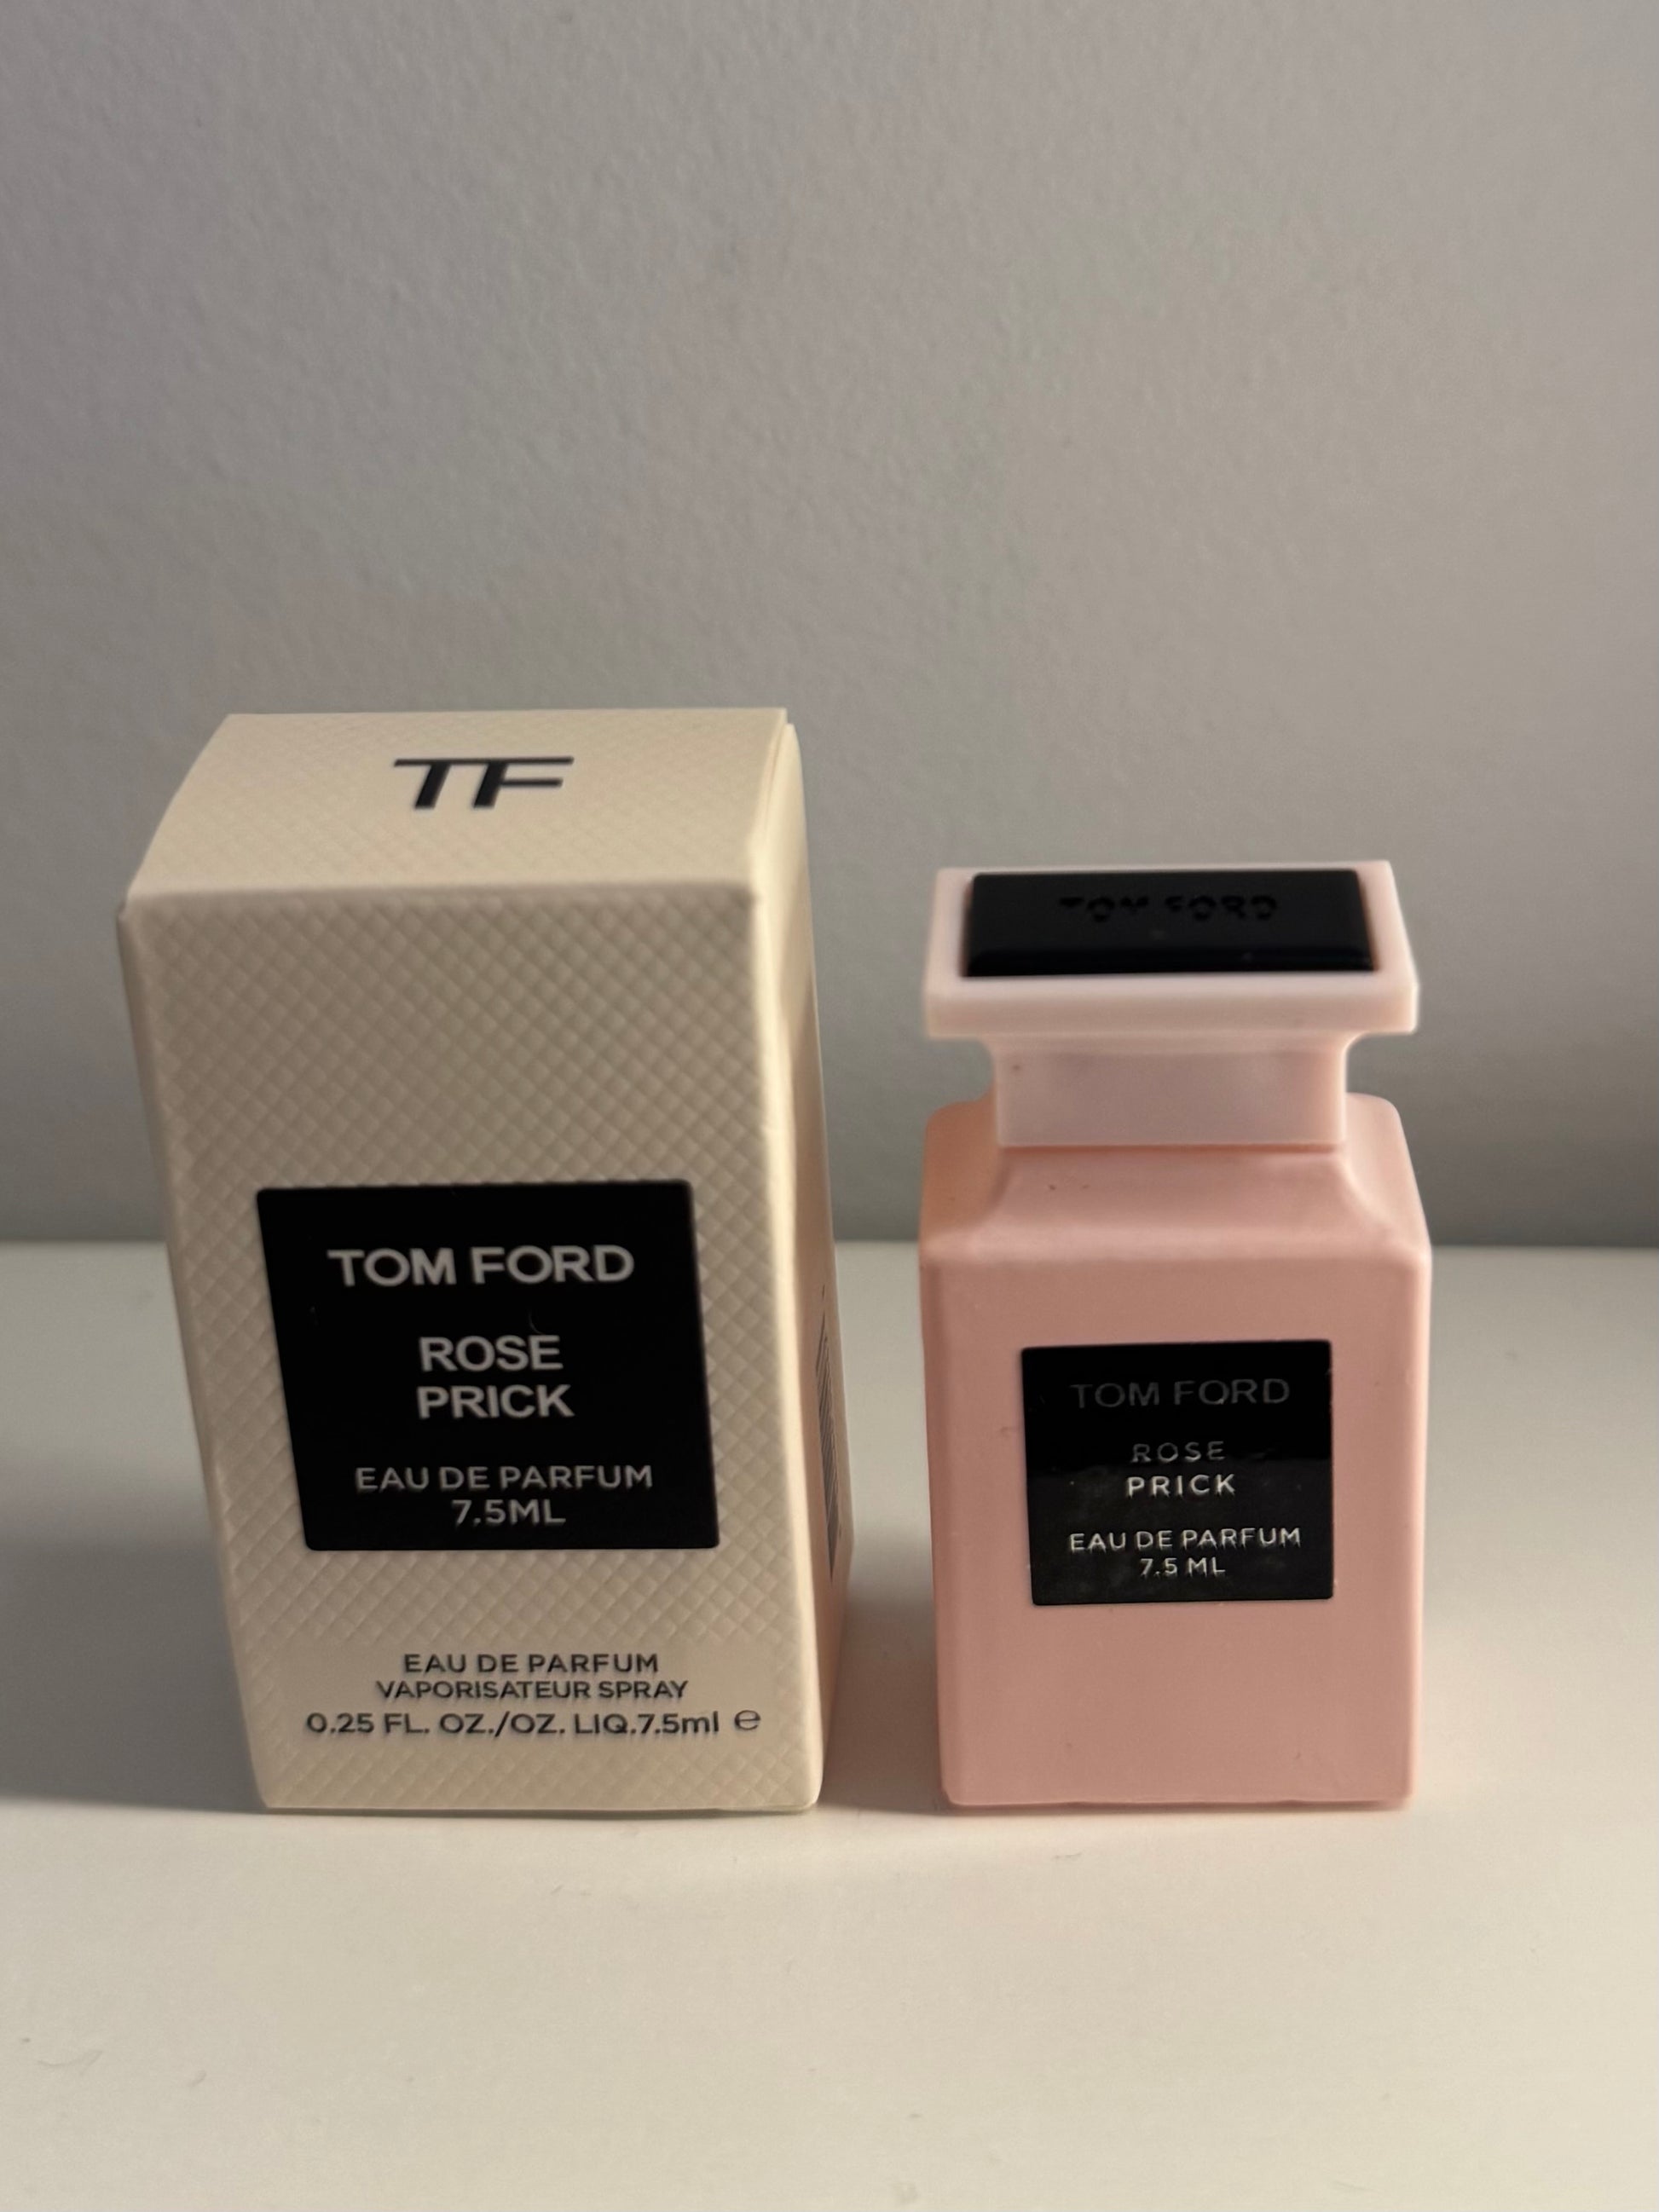 TF
TOM FORD
ROSE
PRICK
EAU DE PARFUM
7.5ML
EAU DE PARFUM
VAPORISATEUR SPRAY
0.25 FL. OZ./OZ. LIQ.7.5ml e
TOM FORD
TOM FORD
ROSE
PRICK
EAU DE PARFUM
7.5 ML